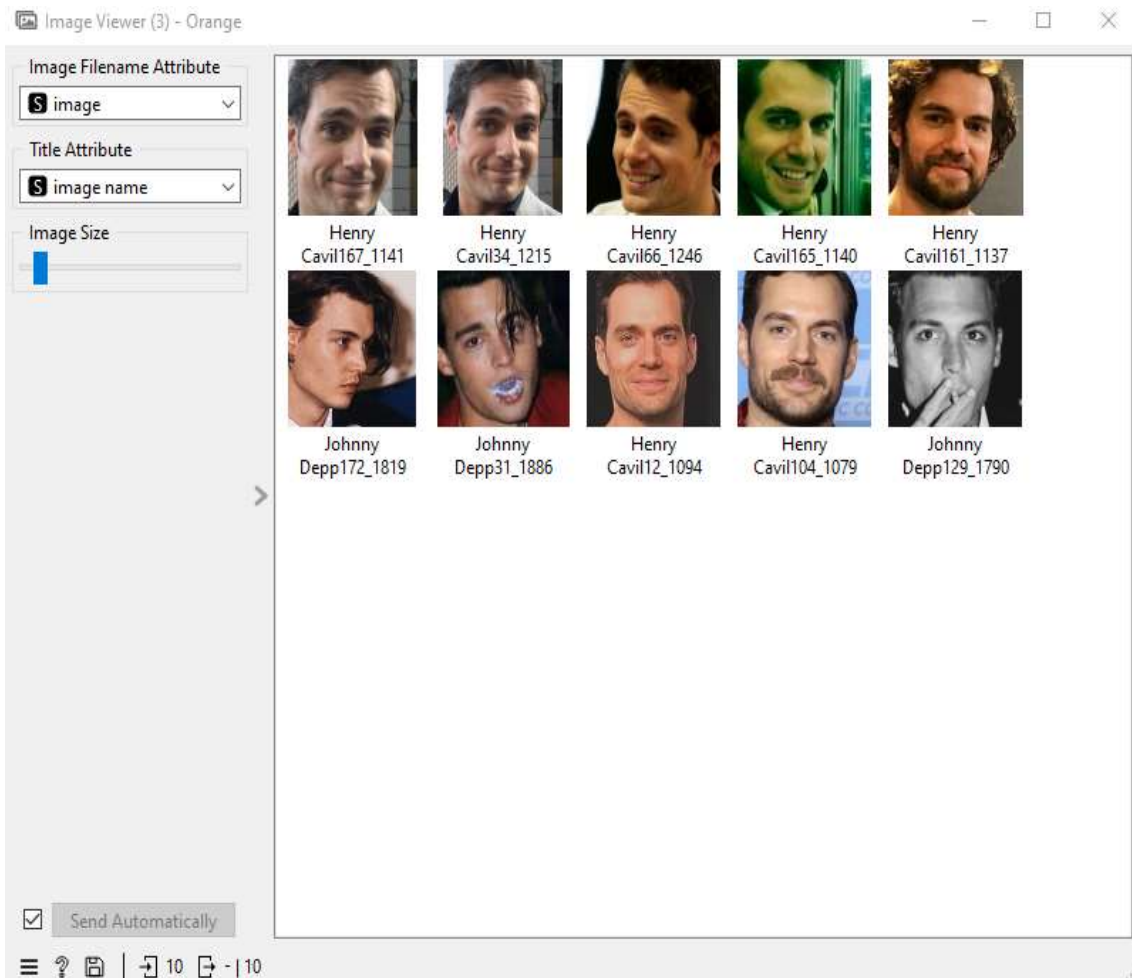 Image Viewer (3) - Orange
Image Filename Attribute
S image
Title Attribute
S image name
Image Size
Henry
Cavil167_1141
Henry
Cavil34_1215
Henry
Cavil66_1246
Henry
Cavil165_1140
Henry
Cavil161_1137
Johnny
Depp172_1819
Johnny
Depp31_1886
Henry
Cavil12_1094
Henry
Cavil104_1079
Johnny
Depp129_1790
Send Automatically
10
- | 10